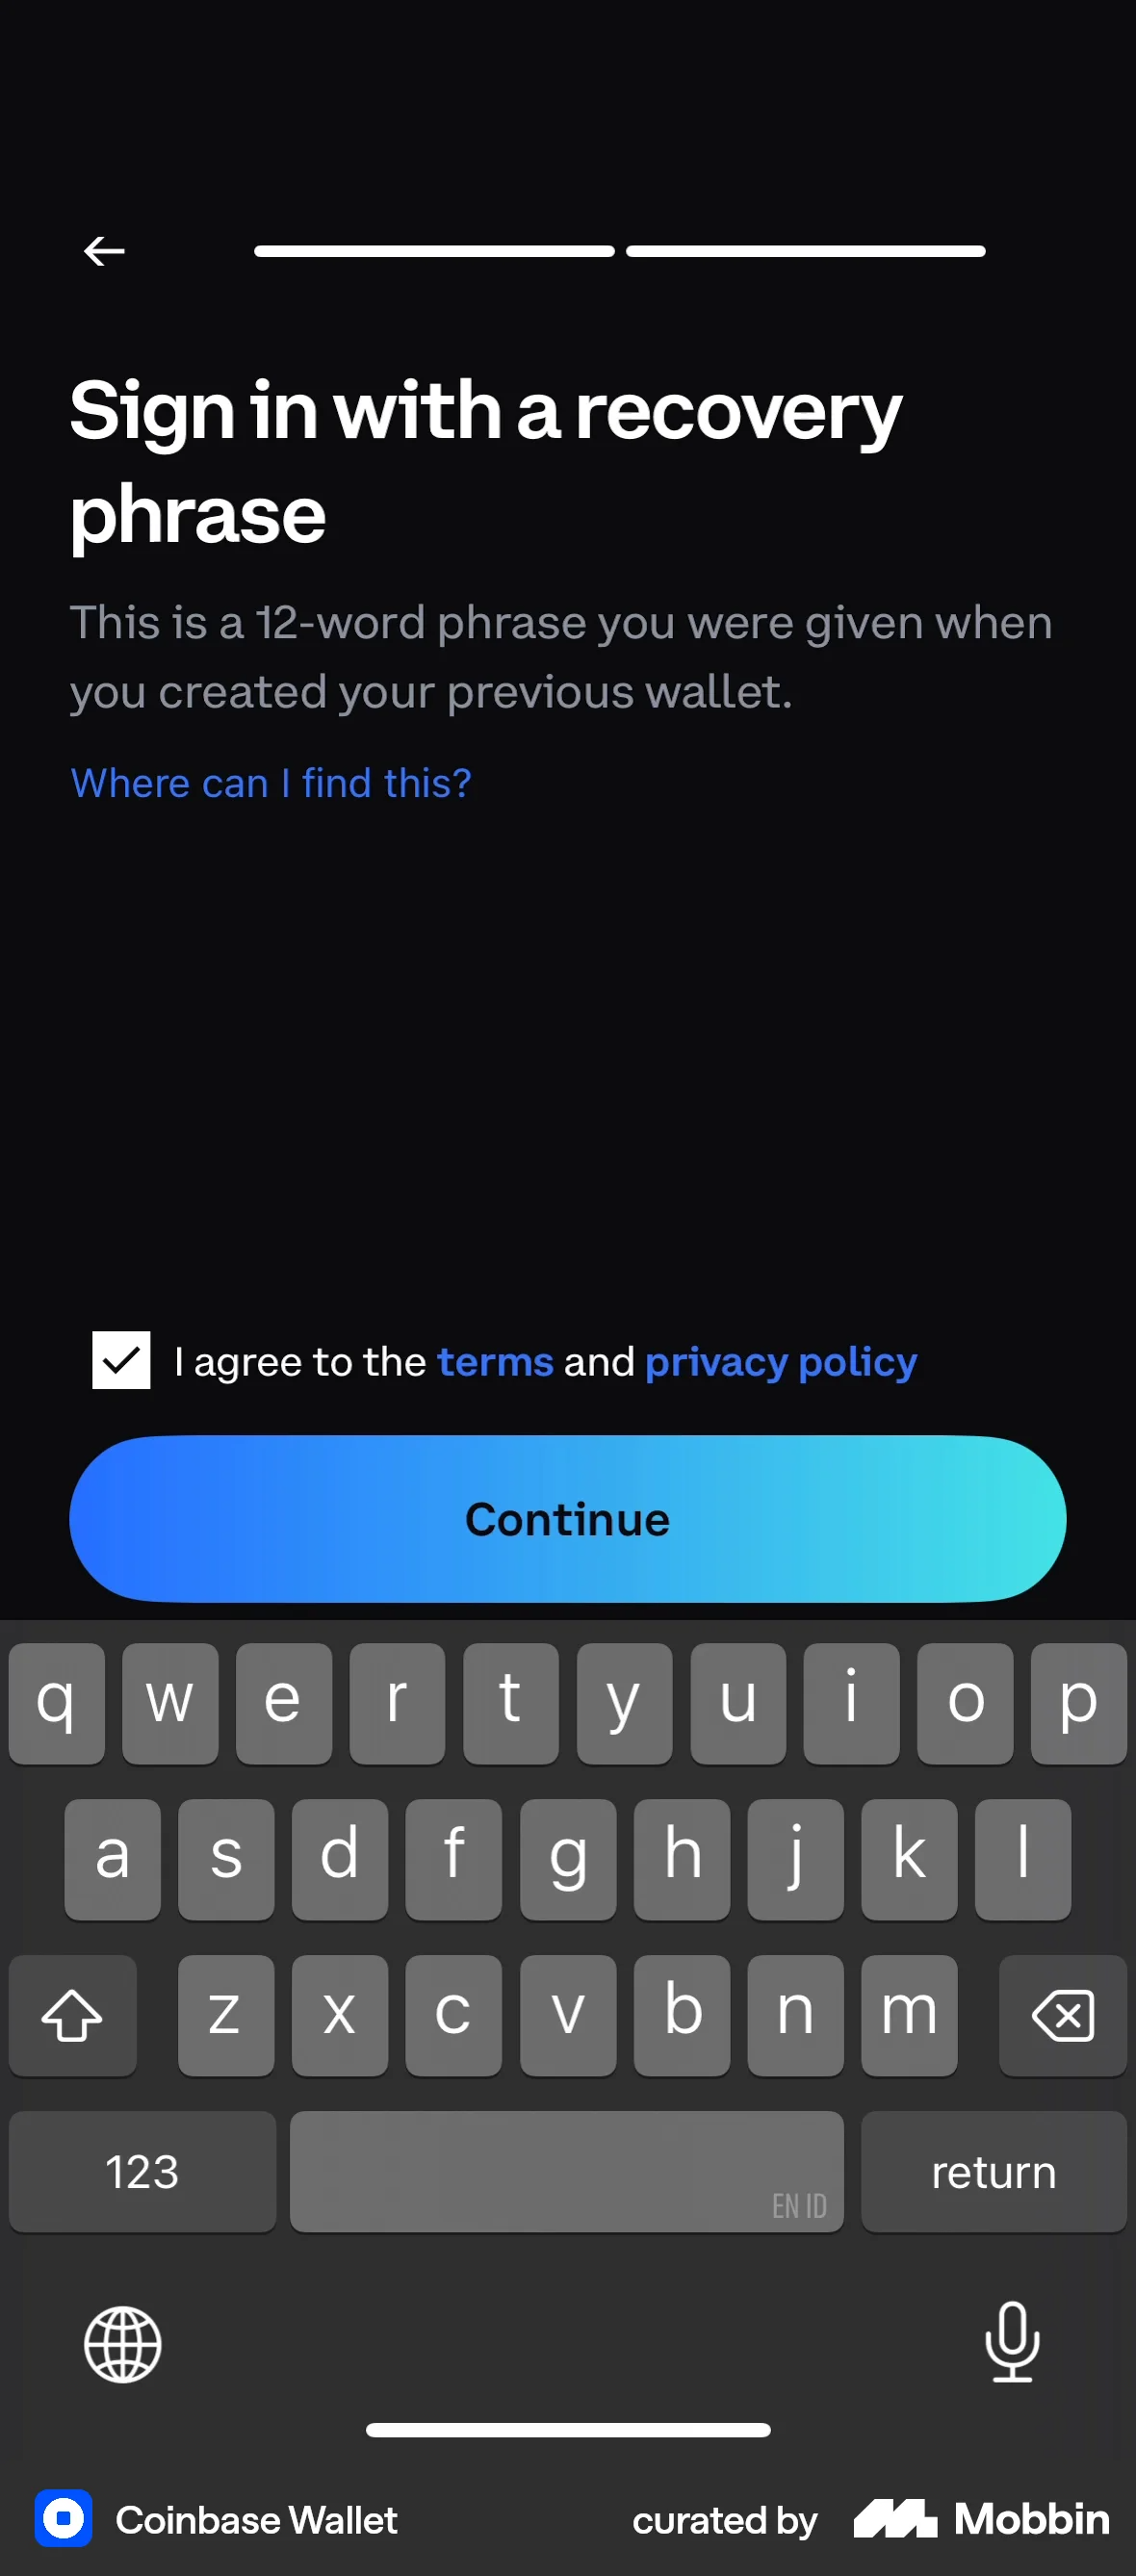 Sign in with a recovery
phrase
This is a 12-word phrase you were given when
you created your previous wallet.
Where can I find this?
I agree to the terms and privacy policy
Continue
q w e r t y u i o p
a s d f g h j k l
z x c v b n m
123 return
EN ID
Coinbase Wallet curated by Mobbin